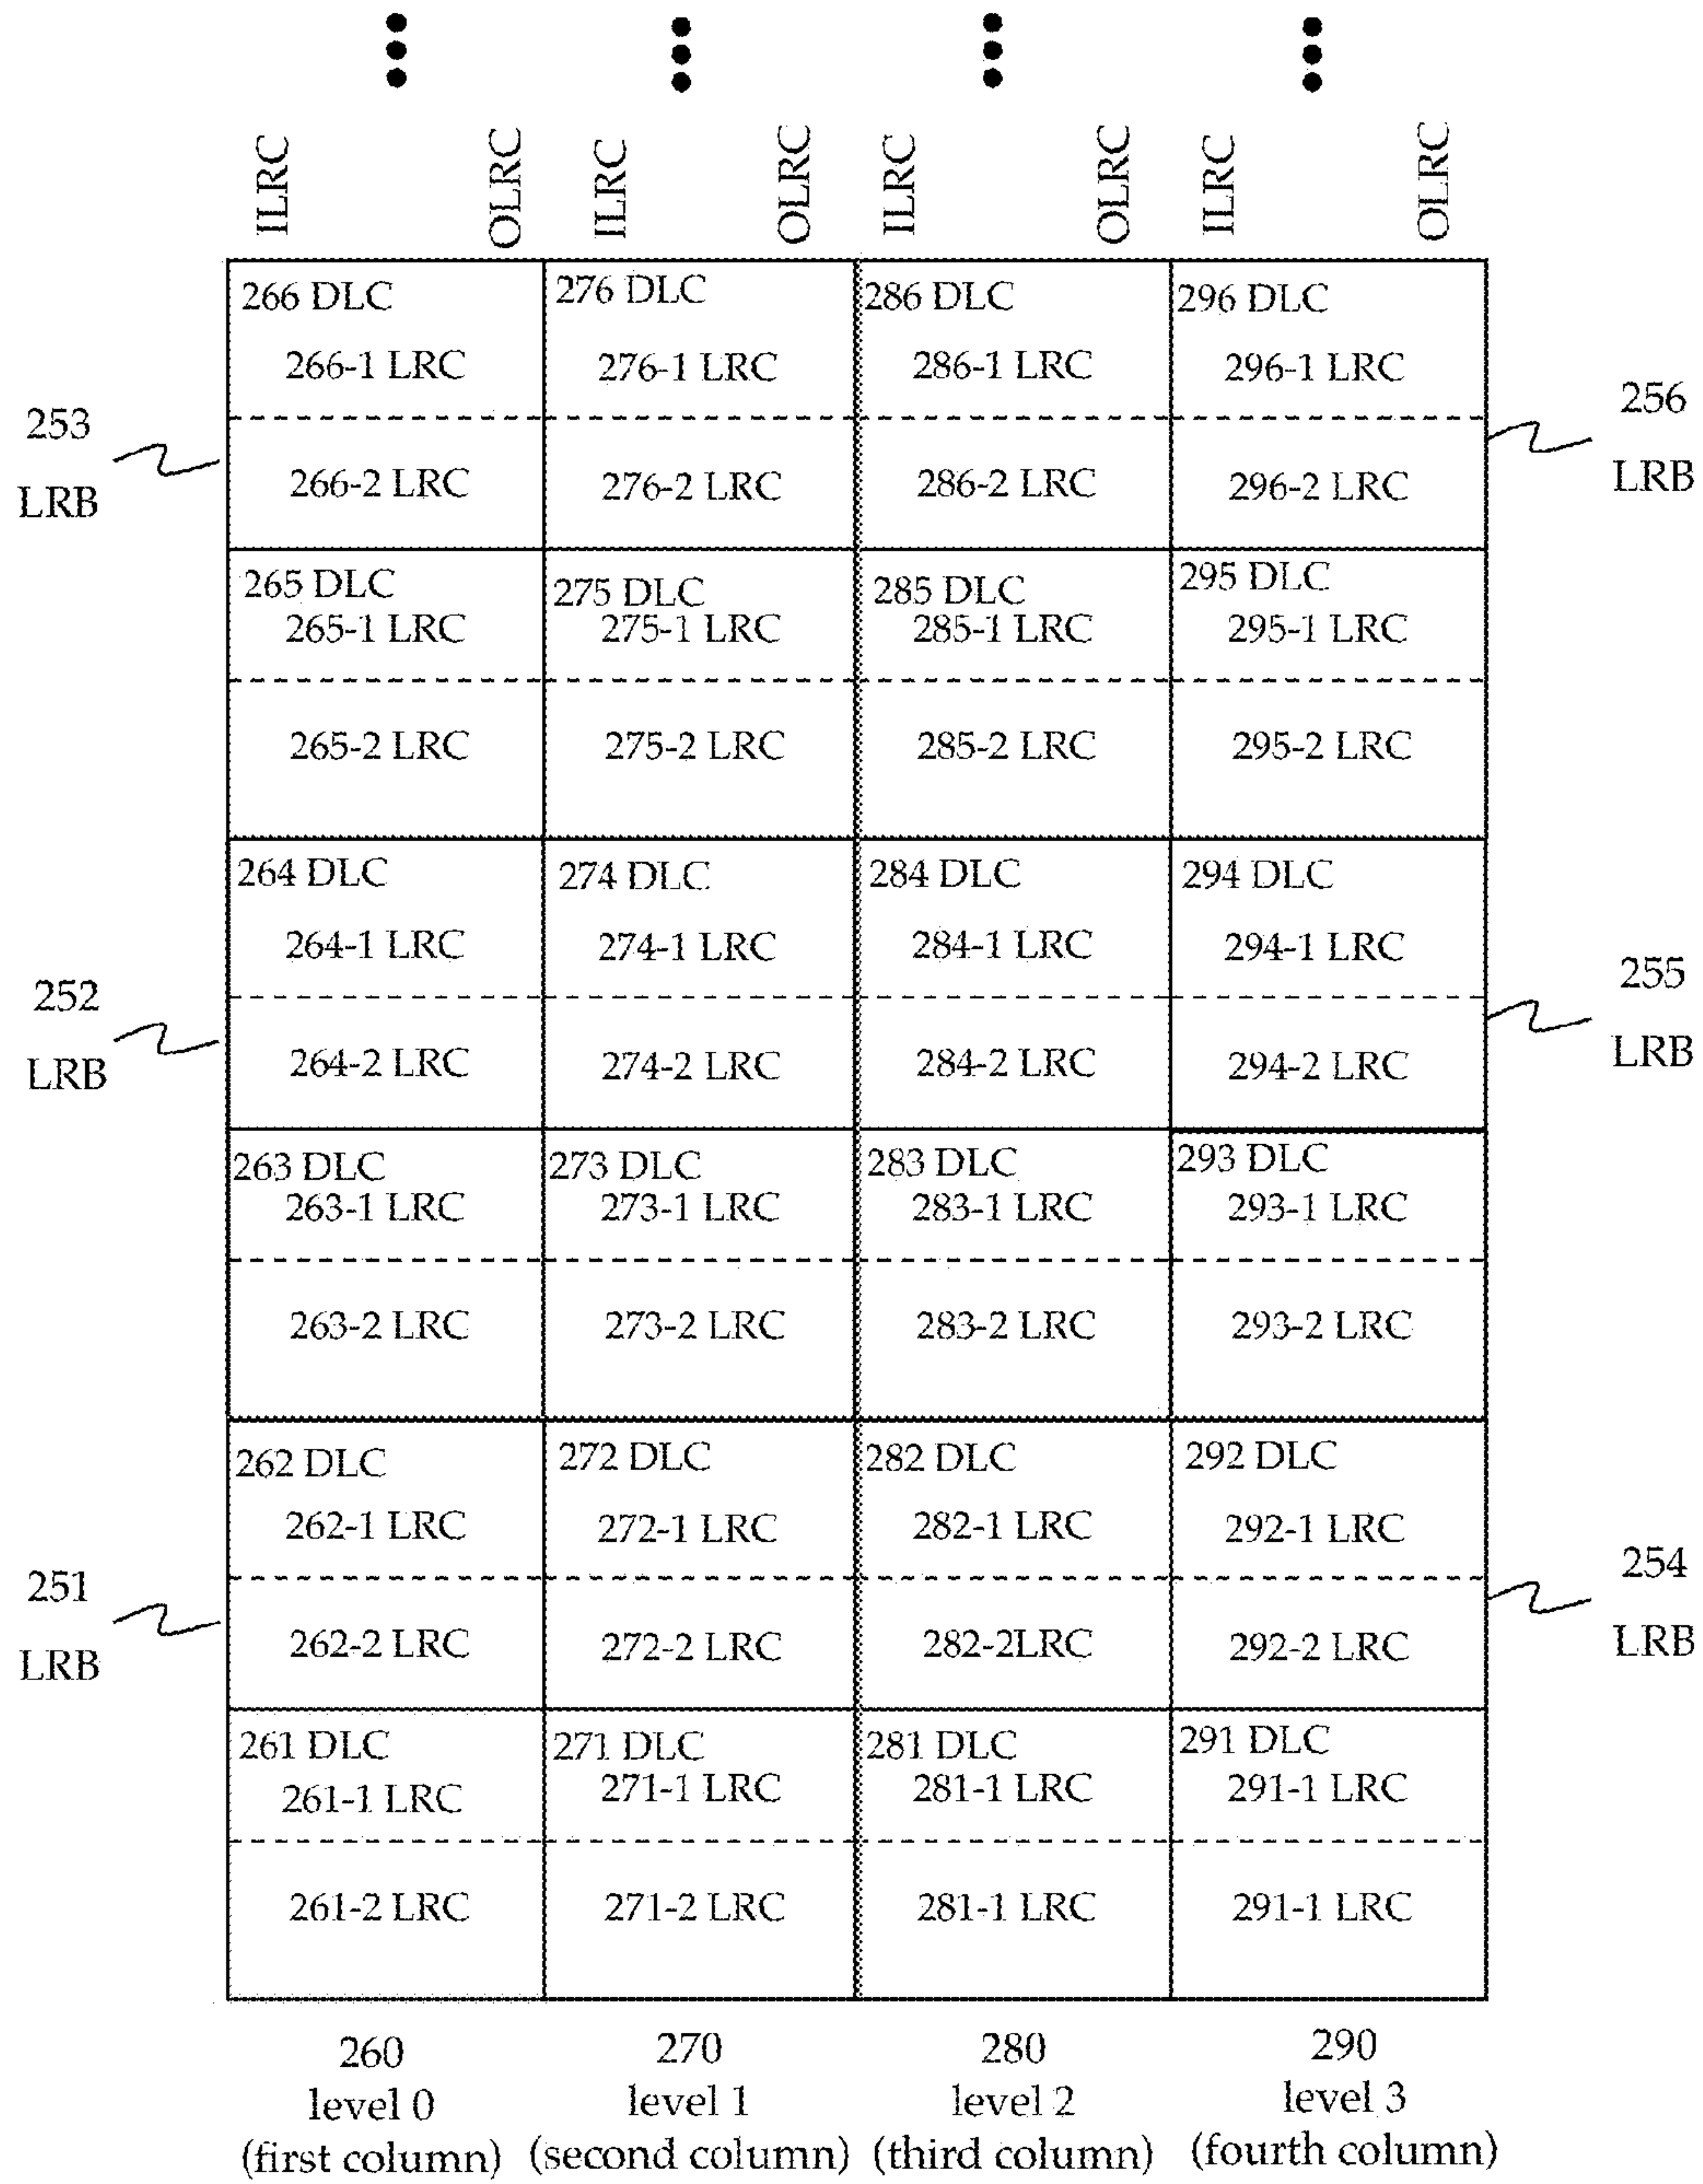 ILRC OLRC ILRC OLRC ILRC OLRC ILRC OLRC
266 DLC 276 DLC 286 DLC 296 DLC
266-1 LRC 276-1 LRC 286-1 LRC 296-1 LRC
253 LRB
256 LRB
266-2 LRC 276-2 LRC 286-2 LRC 296-2 LRC
265 DLC 275 DLC 285 DLC 295 DLC
265-1 LRC 275-1 LRC 285-1 LRC 295-1 LRC
265-2 LRC 275-2 LRC 285-2 LRC 295-2 LRC
264 DLC 274 DLC 284 DLC 294 DLC
264-1 LRC 274-1 LRC 284-1 LRC 294-1 LRC
252 LRB
255 LRB
264-2 LRC 274-2 LRC 284-2 LRC 294-2 LRC
263 DLC 273 DLC 283 DLC 293 DLC
263-1 LRC 273-1 LRC 283-1 LRC 293-1 LRC
263-2 LRC 273-2 LRC 283-2 LRC 293-2 LRC
262 DLC 272 DLC 282 DLC 292 DLC
262-1 LRC 272-1 LRC 282-1 LRC 292-1 LRC
251 LRB
254 LRB
262-2 LRC 272-2 LRC 282-2LRC 292-2 LRC
261 DLC 271 DLC 281 DLC 291 DLC
261-1 LRC 271-1 LRC 281-1 LRC 291-1 LRC
261-2 LRC 271-2 LRC 281-1 LRC 291-1 LRC
260 270 280 290
level 0 level 1 level 2 level 3
(first column) (second column) (third column) (fourth column)